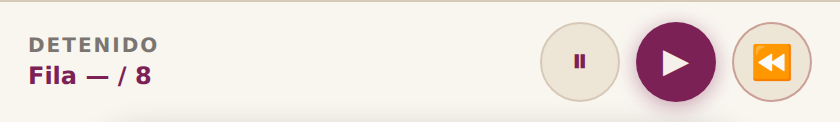 DETENIDO
Fila — / 8